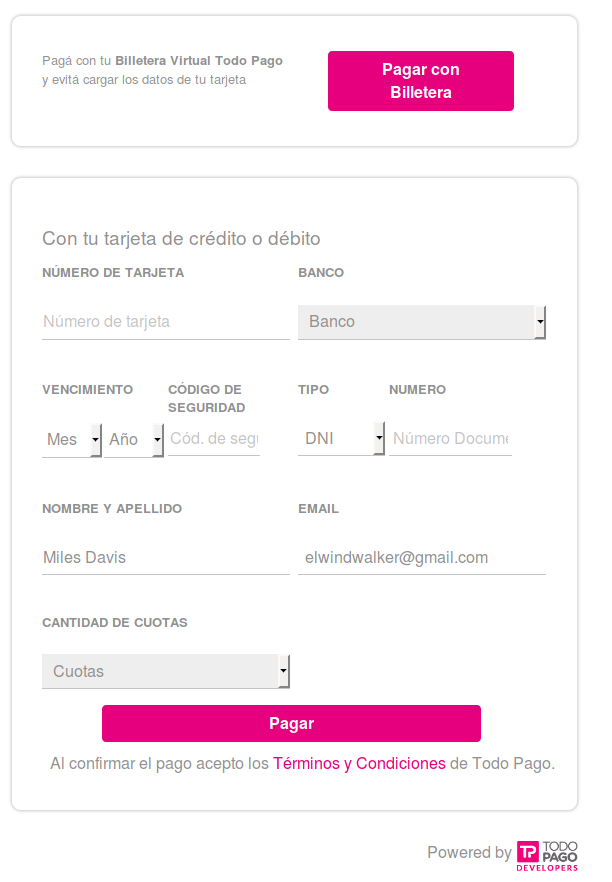 Pagá con tu Billetera Virtual Todo Pago
y evitá cargar los datos de tu tarjeta
Pagar con
Billetera
Con tu tarjeta de crédito o débito
NÚMERO DE TARJETA
BANCO
Número de tarjeta
Banco
VENCIMIENTO
CÓDIGO DE
SEGURIDAD
TIPO
NUMERO
Mes
Año
Cód. de segu
DNI
Número Docume
NOMBRE Y APELLIDO
EMAIL
Miles Davis
elwindwalker@gmail.com
CANTIDAD DE CUOTAS
Cuotas
Pagar
Al confirmar el pago acepto los Términos y Condiciones de Todo Pago.
Powered by
TP
TODO
PAGO
DEVELOPERS